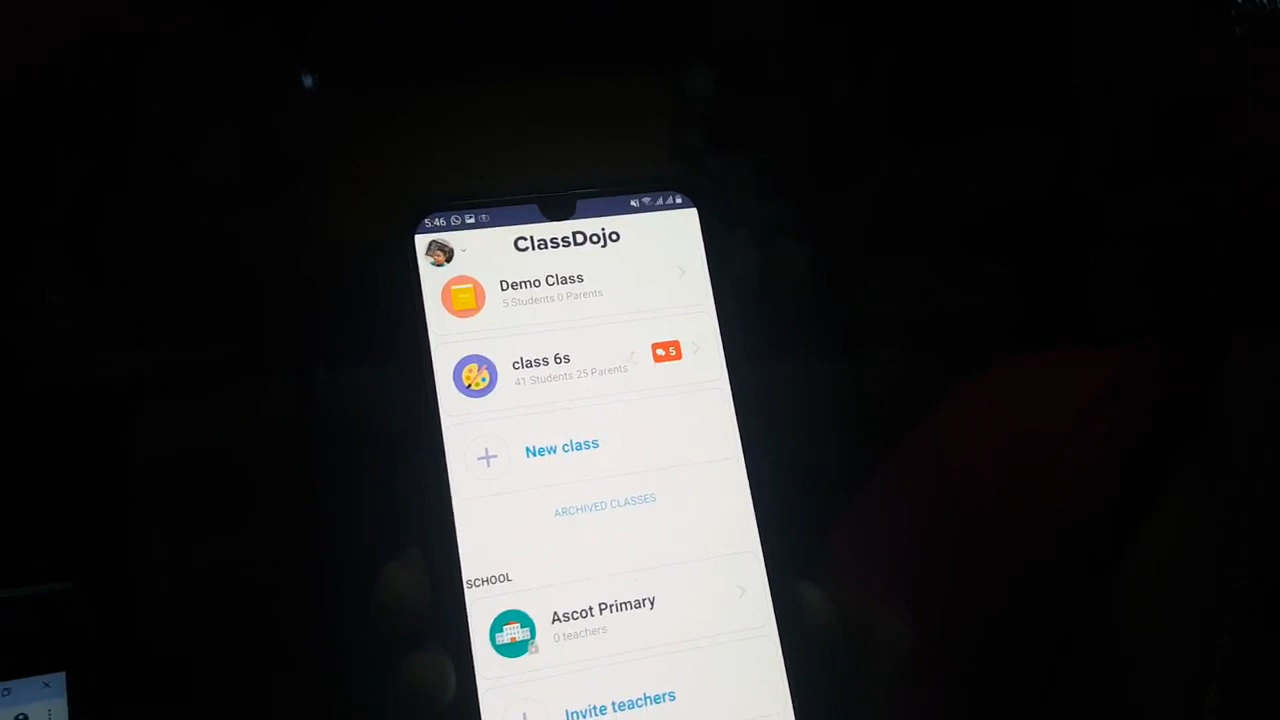 5:46
ClassDojo
Demo Class
5 Students 0 Parents
class 6s
41 Students 25 Parents
5
New class
ARCHIVED CLASSES
SCHOOL
Ascot Primary
0 teachers
Invite teachers